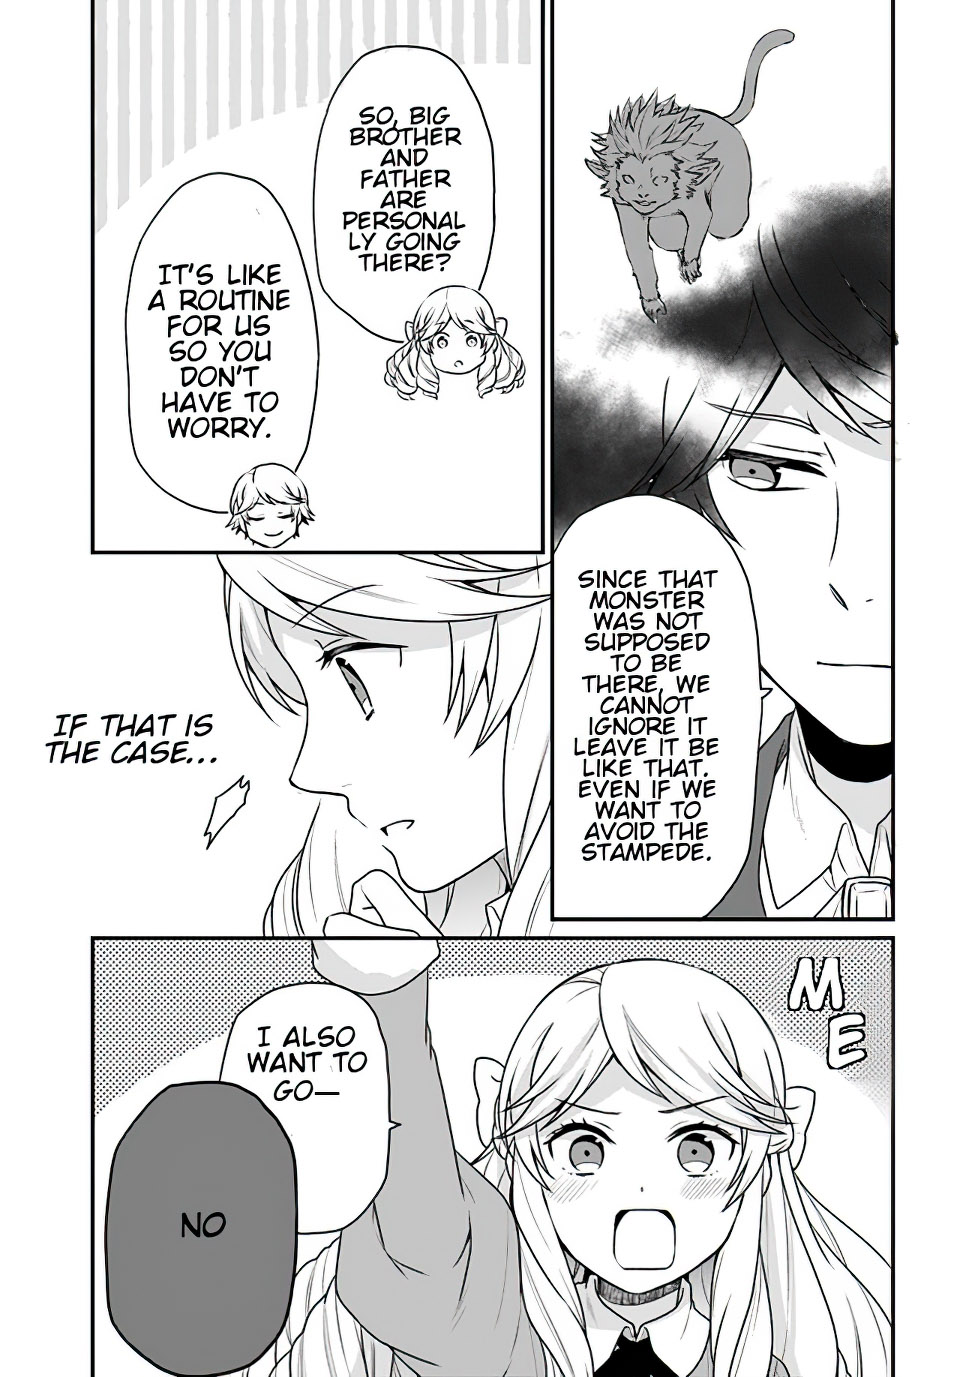 SINCE THAT
MONSTER
WAS NOT
SUPPOSED
TO BE
THERE, WE
CANNOT
IGNORE IT
LEAVE IT BE
LIKE THAT.
EVEN IF WE
WANT TO
AVOID THE
STAMPEDE.
SO, BIG
BROTHER
AND
FATHER
ARE
PERSONAL
LY GOING
THERE?
IT'S LIKE
A ROUTINE
FOR US
SO YOU
DON'T
HAVE TO
WORRY.
IF THAT IS
THE CASE...
ME
I ALSO
WANT TO
GO—
NO